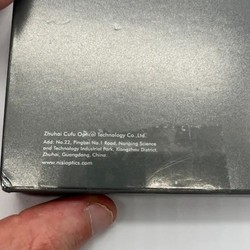 Zhuhai Cufu Optical Technology Co.,Ltd.
Add: No.22, Pingbei No.1 Road, Nanping Science
and Technology Industrial Park, Xiangzhou District,
Zhuhai, Guangdong, China.
www.nisioptics.com